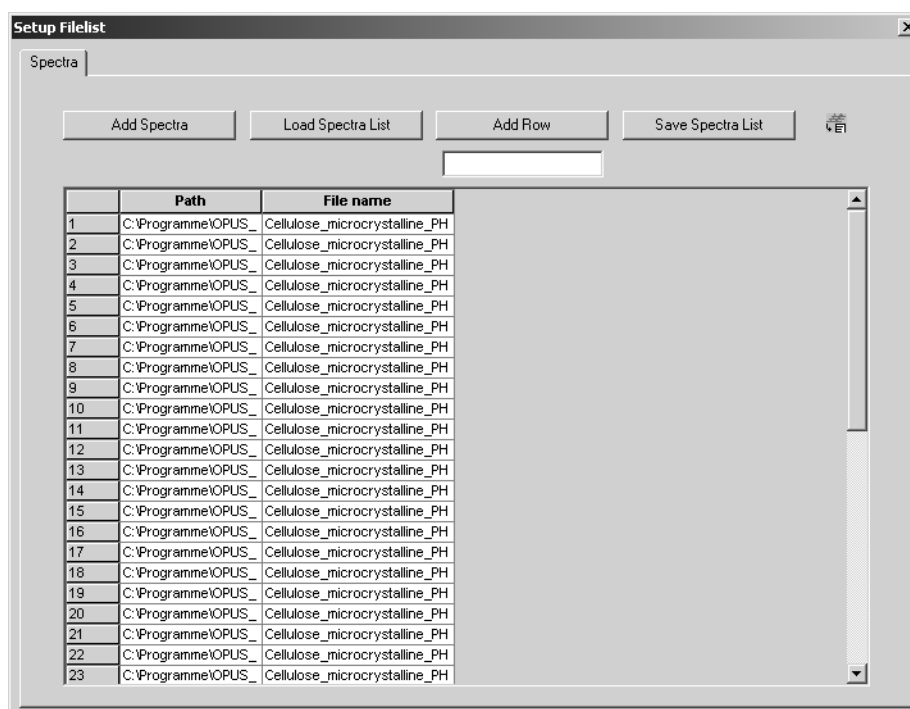 Setup Filelist
Spectra
Add Spectra Load Spectra List Add Row Save Spectra List
Path File name
1 C:\Programme\OPUS_ Cellulose_microcrystalline_PH
2 C:\Programme\OPUS_ Cellulose_microcrystalline_PH
3 C:\Programme\OPUS_ Cellulose_microcrystalline_PH
4 C:\Programme\OPUS_ Cellulose_microcrystalline_PH
5 C:\Programme\OPUS_ Cellulose_microcrystalline_PH
6 C:\Programme\OPUS_ Cellulose_microcrystalline_PH
7 C:\Programme\OPUS_ Cellulose_microcrystalline_PH
8 C:\Programme\OPUS_ Cellulose_microcrystalline_PH
9 C:\Programme\OPUS_ Cellulose_microcrystalline_PH
10 C:\Programme\OPUS_ Cellulose_microcrystalline_PH
11 C:\Programme\OPUS_ Cellulose_microcrystalline_PH
12 C:\Programme\OPUS_ Cellulose_microcrystalline_PH
13 C:\Programme\OPUS_ Cellulose_microcrystalline_PH
14 C:\Programme\OPUS_ Cellulose_microcrystalline_PH
15 C:\Programme\OPUS_ Cellulose_microcrystalline_PH
16 C:\Programme\OPUS_ Cellulose_microcrystalline_PH
17 C:\Programme\OPUS_ Cellulose_microcrystalline_PH
18 C:\Programme\OPUS_ Cellulose_microcrystalline_PH
19 C:\Programme\OPUS_ Cellulose_microcrystalline_PH
20 C:\Programme\OPUS_ Cellulose_microcrystalline_PH
21 C:\Programme\OPUS_ Cellulose_microcrystalline_PH
22 C:\Programme\OPUS_ Cellulose_microcrystalline_PH
23 C:\Programme\OPUS_ Cellulose_microcrystalline_PH